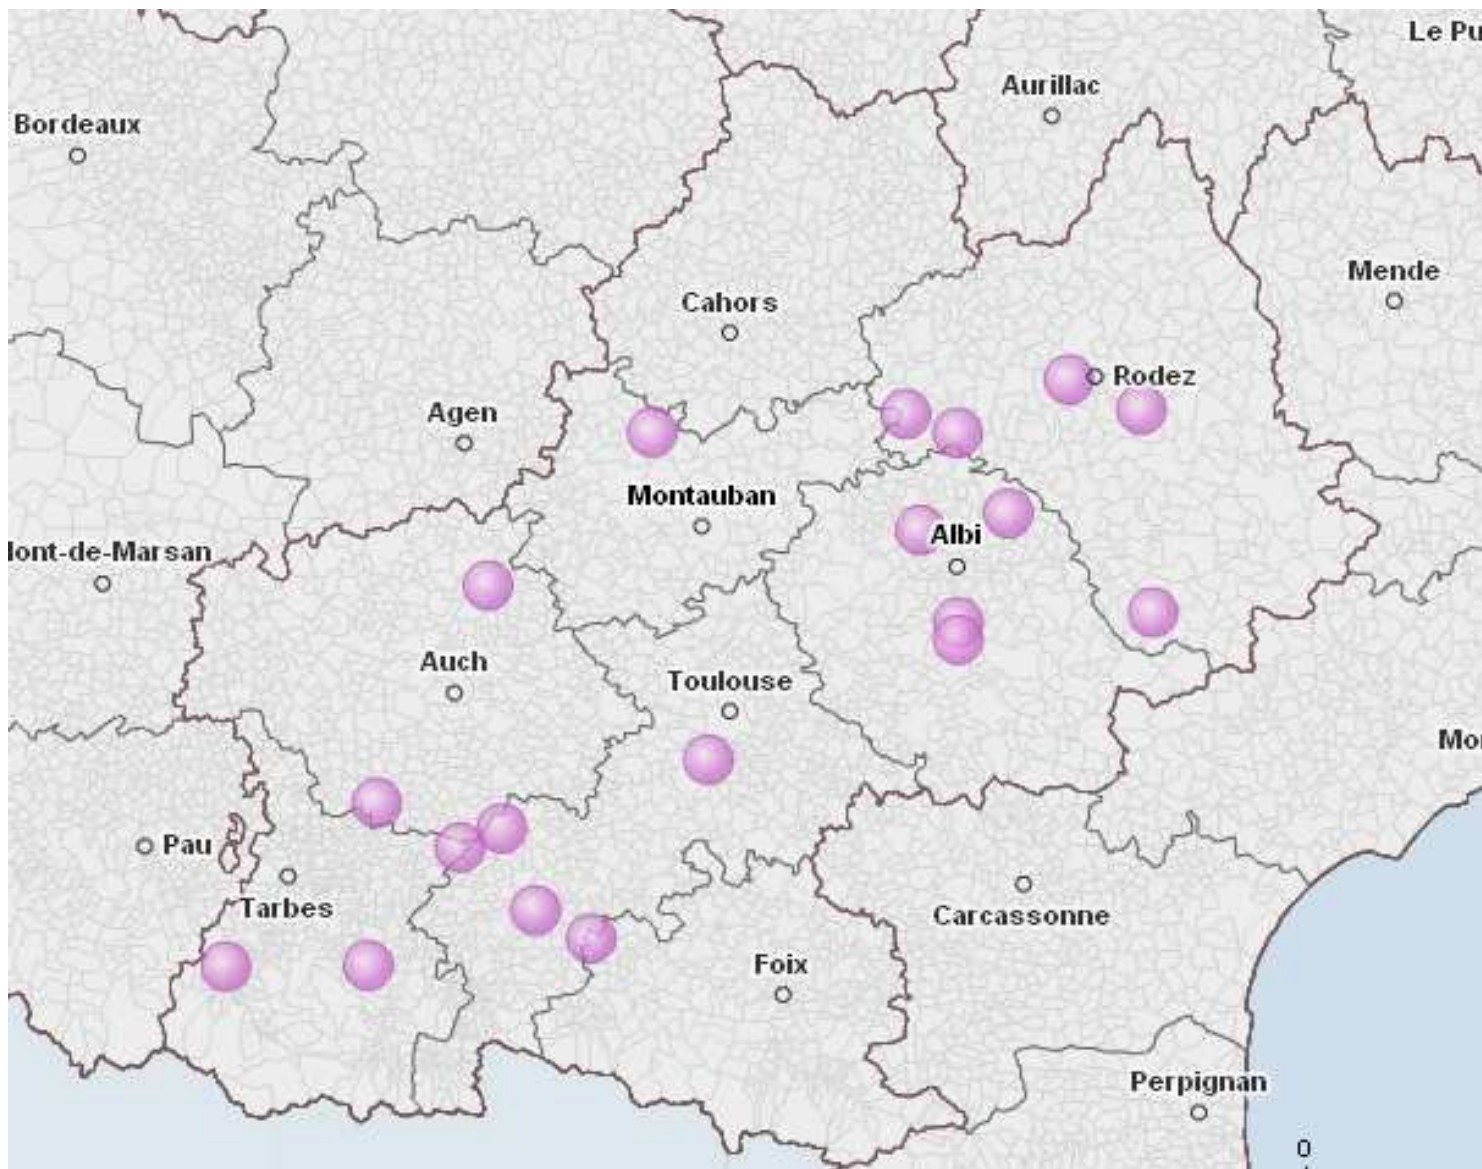 Le Pu
Aurillac
Bordeaux
Mende
Cahors
Rodez
Agen
Montauban
Albi
lont-de-Marsan
Auch
Toulouse
Mo
Pau
Tarbes
Carcassonne
Foix
Perpignan
0